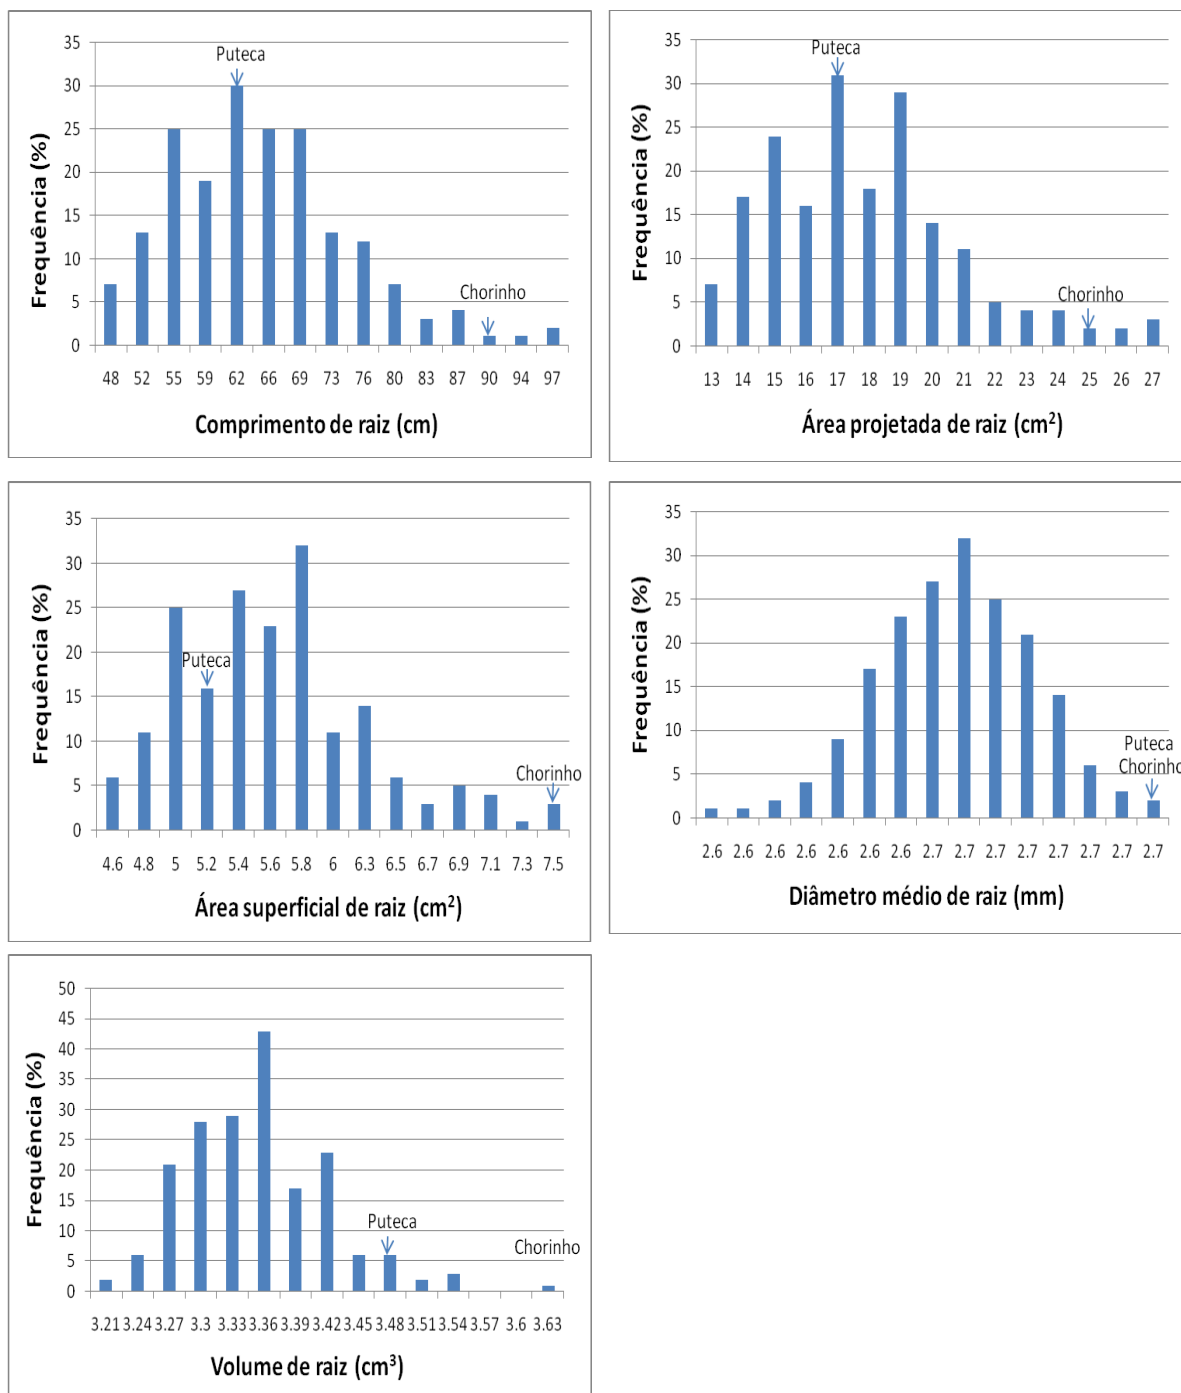 35
30
25
20
15
10
5
0
Frequência (%)
Puteca
Chorinho
48 52 55 59 62 66 69 73 76 80 83 87 90 94 97
Comprimento de raiz (cm)
35
30
25
20
15
10
5
0
Frequência (%)
Puteca
Chorinho
13 14 15 16 17 18 19 20 21 22 23 24 25 26 27
Área projetada de raiz (cm²)
35
30
25
20
15
10
5
0
Frequência (%)
Puteca
Chorinho
4.6 4.8 5 5.2 5.4 5.6 5.8 6 6.3 6.5 6.7 6.9 7.1 7.3 7.5
Área superficial de raiz (cm²)
35
30
25
20
15
10
5
0
Frequência (%)
Puteca
Chorinho
2.6 2.6 2.6 2.6 2.6 2.6 2.6 2.7 2.7 2.7 2.7 2.7 2.7 2.7 2.7
Diâmetro médio de raiz (mm)
50
45
40
35
30
25
20
15
10
5
0
Frequência (%)
Puteca
Chorinho
3.21 3.24 3.27 3.3 3.33 3.36 3.39 3.42 3.45 3.48 3.51 3.54 3.57 3.6 3.63
Volume de raiz (cm³)